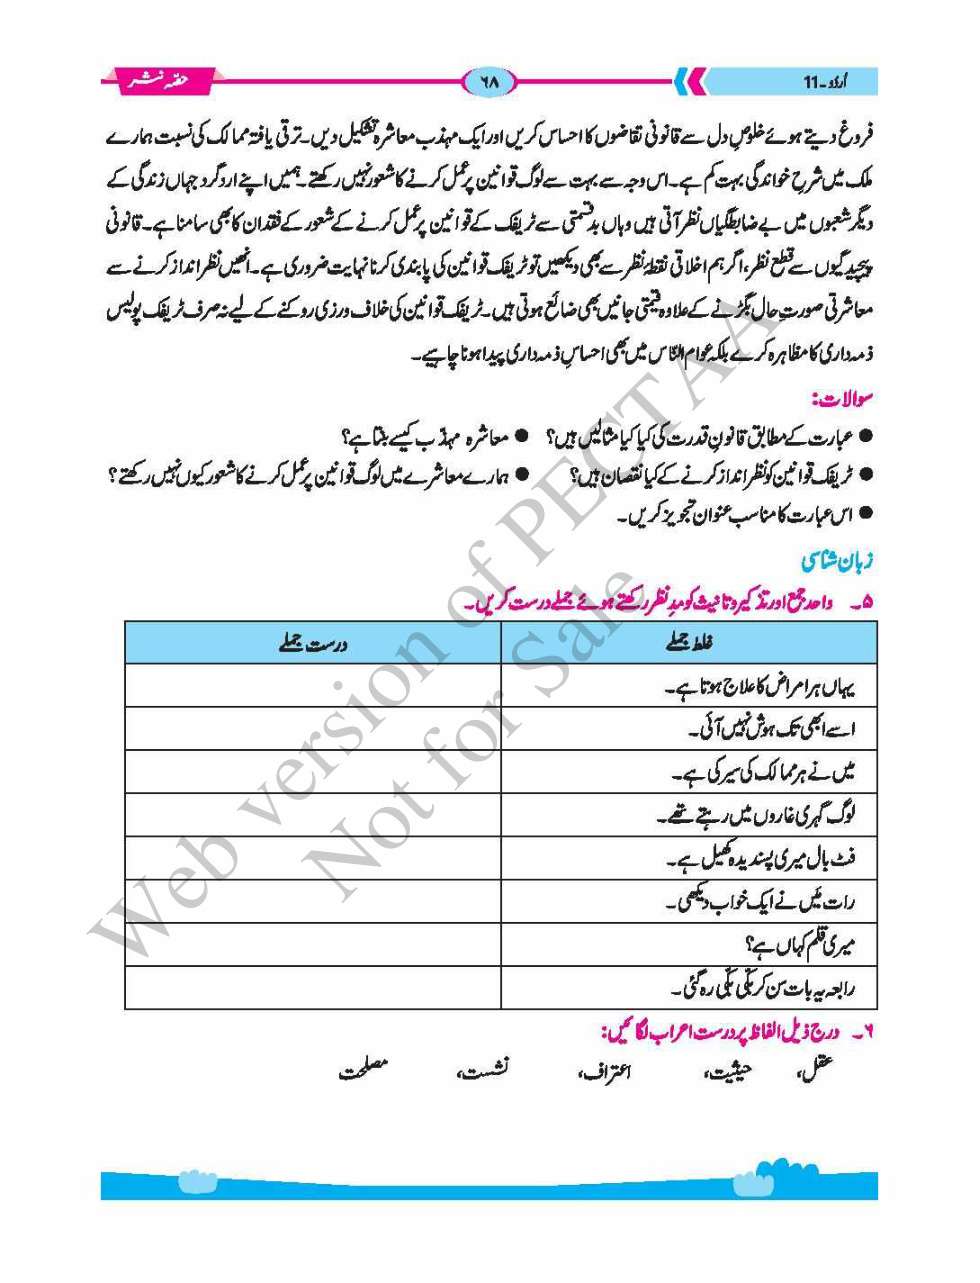 اُردُو ۔ 11
۶۸
حصّہ نثر
فروغ دیتے ہوئے خلوصِ دل سے قانونی تقاضوں کا احساس کریں اور ایک مہذب معاشرہ تشکیل دیں۔ ترقی یافتہ ممالک کی نسبت ہمارے
ملک میں شرحِ خواندگی بہت کم ہے۔ اس وجہ سے بہت سے لوگ قوانین پر عمل کرنے کا شعور نہیں رکھتے۔ ہمیں اپنے اردگرد جہاں زندگی کے
دیگر شعبوں میں بے ضابطگیاں نظر آتی ہیں وہاں بدقسمتی سے ٹریفک کے قوانین پر عمل کرنے کے شعور کے فقدان کا بھی سامنا ہے۔ قانونی
پیچیدگیوں سے قطع نظر، اگر ہم اخلاقی نقطۂ نظر سے بھی دیکھیں تو ٹریفک قوانین کی پابندی کرنا نہایت ضروری ہے۔ انھیں نظر انداز کرنے سے
معاشرتی صورتِ حال بگڑنے کے علاوہ قیمتی جانیں بھی ضائع ہوتی ہیں۔ ٹریفک قوانین کی خلاف ورزی روکنے کے لیے نہ صرف ٹریفک پولیس
ذمہ داری کا مظاہرہ کرے بلکہ عوام النّاس میں بھی احساسِ ذمہ داری پیدا ہونا چاہیے۔
سوالات:
● عبارت کے مطابق قانونِ قدرت کی کیا کیا مثالیں ہیں؟ ● معاشرہ مہذّب کیسے بنتا ہے؟
● ٹریفک قوانین کو نظر انداز کرنے کے کیا نقصان ہیں؟ ● ہمارے معاشرے میں لوگ قوانین پر عمل کرنے کا شعور کیوں نہیں رکھتے؟
● اس عبارت کا مناسب عنوان تجویز کریں۔
زبان شناسی
۵۔ واحد جمع اور تذکیر و تانیث کو مدِنظر رکھتے ہوئے جملے درست کریں۔
غلط جملے درست جملے
یہاں ہر امراض کا علاج ہوتا ہے۔
اسے ابھی تک ہوش نہیں آئی۔
میں نے ہر ممالک کی سیر کی ہے۔
لوگ گہری غاروں میں رہتے تھے۔
فٹ بال میری پسندیدہ کھیل ہے۔
رات مَیں نے ایک خواب دیکھی۔
میری قلم کہاں ہے؟
رابعہ یہ بات سن کر ہکّی بکّی رہ گئی۔
۶۔ درج ذیل الفاظ پر درست اعراب لگائیں:
عقل، حیثیت، اعتراف، نشست، مصلحت
Web version of PECTAA
Not for Sale